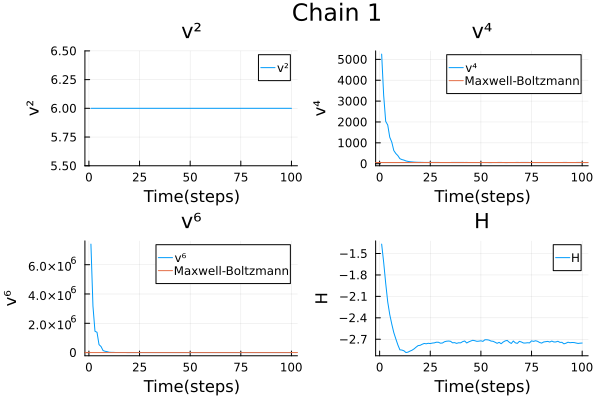 Chain 1
v²
6.50
6.25
6.00
5.75
5.50
v²
v²
0
25
50
75
100
Time(steps)
v⁴
5000
4000
3000
2000
1000
0
v⁴
v⁴
Maxwell-Boltzmann
0
25
50
75
100
Time(steps)
v⁶
6.0×10⁶
4.0×10⁶
2.0×10⁶
0
v⁶
v⁶
Maxwell-Boltzmann
0
25
50
75
100
Time(steps)
H
−1.5
−1.8
−2.1
−2.4
−2.7
H
H
0
25
50
75
100
Time(steps)